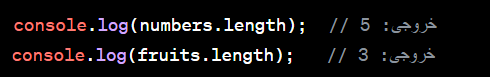 console.log(numbers.length);  // خروجی: 5
console.log(fruits.length);   // خروجی: 3